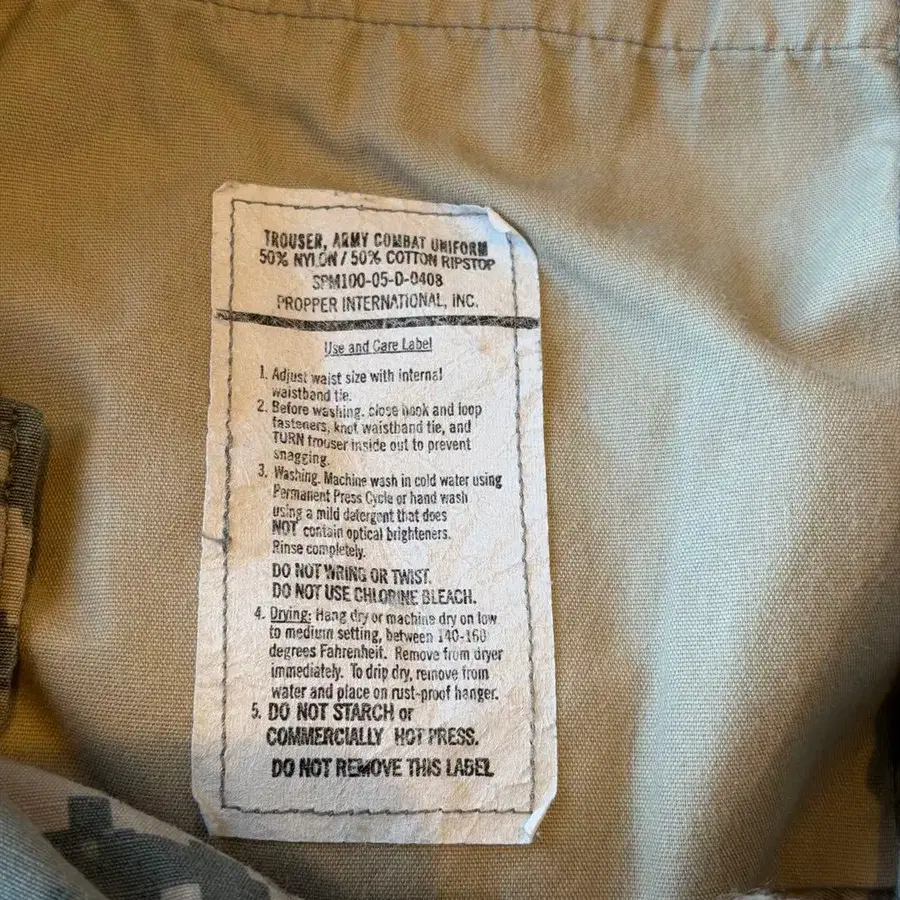 TROUSER, ARMY COMBAT UNIFORM
50% NYLON / 50% COTTON RIPSTOP
SPM100-05-D-0408
PROPPER INTERNATIONAL, INC.
Use and Care Label
1. Adjust waist size with internal
waistband tie.
2. Before washing, close hook and loop
fasteners, knot waistband tie, and
TURN trouser inside out to prevent
snagging.
3. Washing. Machine wash in cold water using
Permanent Press Cycle or hand wash
using a mild detergent that does
NOT contain optical brighteners.
Rinse completely.
DO NOT WRING OR TWIST.
DO NOT USE CHLORINE BLEACH.
4. Drying: Hang dry or machine dry on low
to medium setting, between 140-160
degrees Fahrenheit. Remove from dryer
immediately. To drip dry, remove from
water and place on rust-proof hanger.
5. DO NOT STARCH or
COMMERCIALLY HOT PRESS.
DO NOT REMOVE THIS LABEL